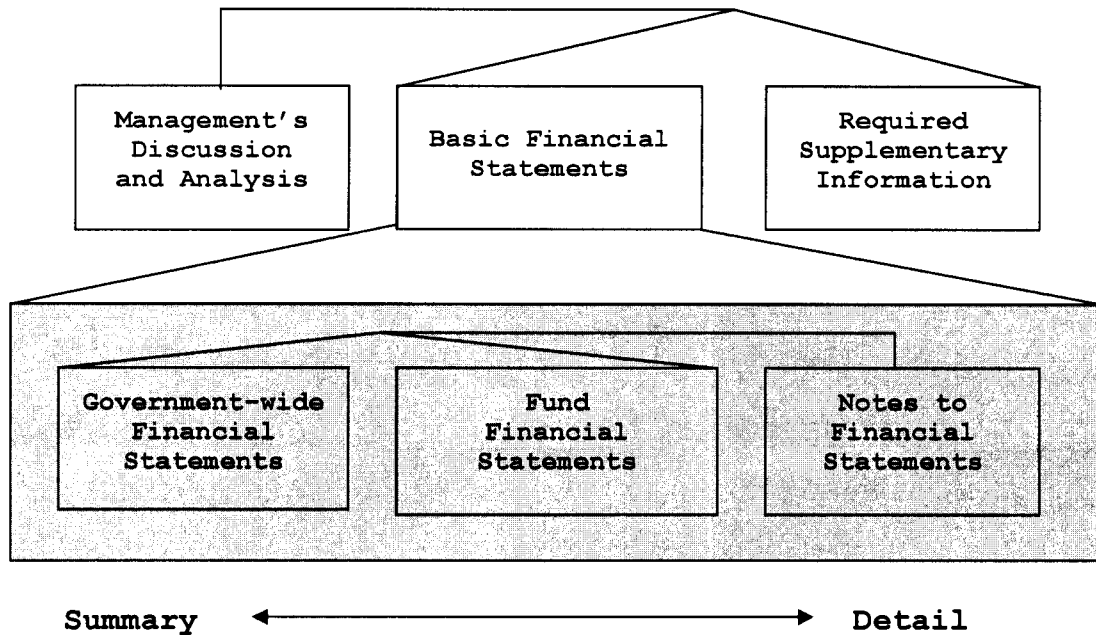 Management's
Discussion
and Analysis
Basic Financial
Statements
Required
Supplementary
Information
Government-wide
Financial
Statements
Fund
Financial
Statements
Notes to
Financial
Statements
Summary
Detail